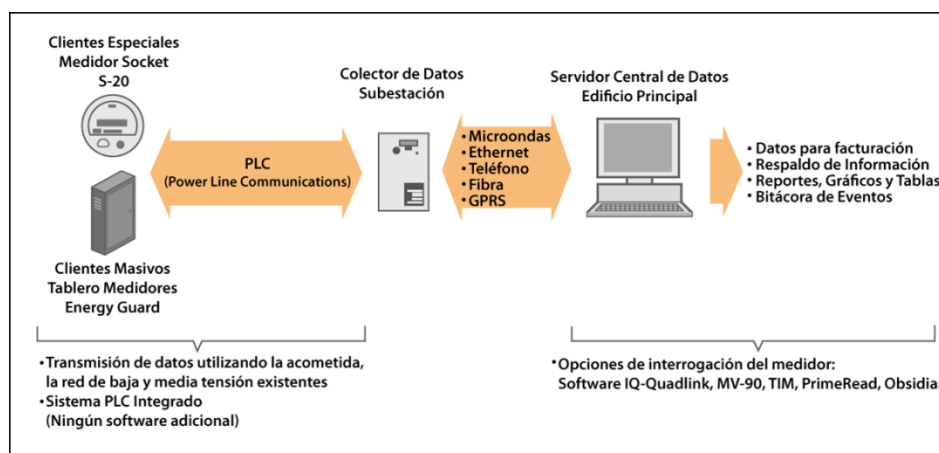 Clientes Especiales
Medidor Socket
S-20
Clientes Masivos
Tablero Medidores
Energy Guard
PLC
(Power Line Communications)
Colector de Datos
Subestación
• Microondas
• Ethernet
• Teléfono
• Fibra
• GPRS
Servidor Central de Datos
Edificio Principal
• Datos para facturación
• Respaldo de Información
• Reportes, Gráficos y Tablas
• Bitácora de Eventos
• Transmisión de datos utilizando la acometida,
la red de baja y media tensión existentes
• Sistema PLC Integrado
(Ningún software adicional)
• Opciones de interrogación del medidor:
Software IQ-Quadlink, MV-90, TIM, PrimeRead, Obsidian